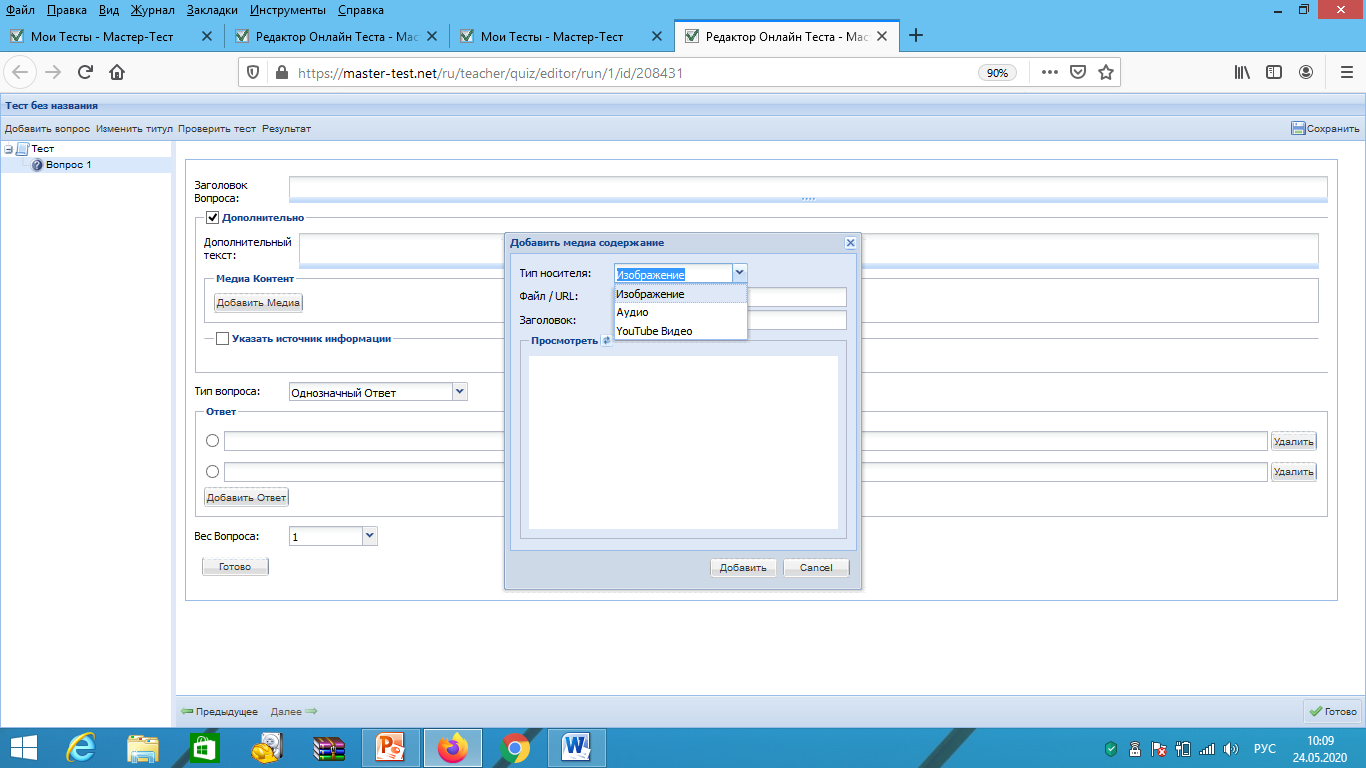 Файл Правка Вид Журнал Закладки Инструменты Справка
Мои Тесты - Мастер-Тест Редактор Онлайн Теста - Мас Мои Тесты - Мастер-Тест Редактор Онлайн Теста - Мас
https://master-test.net/ru/teacher/quiz/editor/run/1/id/208431 90%
Тест без названия
Добавить вопрос Изменить титул Проверить тест Результат Сохранить
Тест
Вопрос 1
Заголовок
Вопроса:
Дополнительно
Дополнительный
текст:
Медиа Контент
Добавить Медиа
Указать источник информации
Тип вопроса: Однозначный Ответ
Ответ
Удалить
Удалить
Добавить Ответ
Вес Вопроса: 1
Готово
Добавить медиа содержание
Тип носителя: Изображение
Изображение
Аудио
YouTube Видео
Файл / URL:
Заголовок:
Просмотреть
Добавить Cancel
Предыдущее Далее Готово
РУС 10:09
24.05.2020